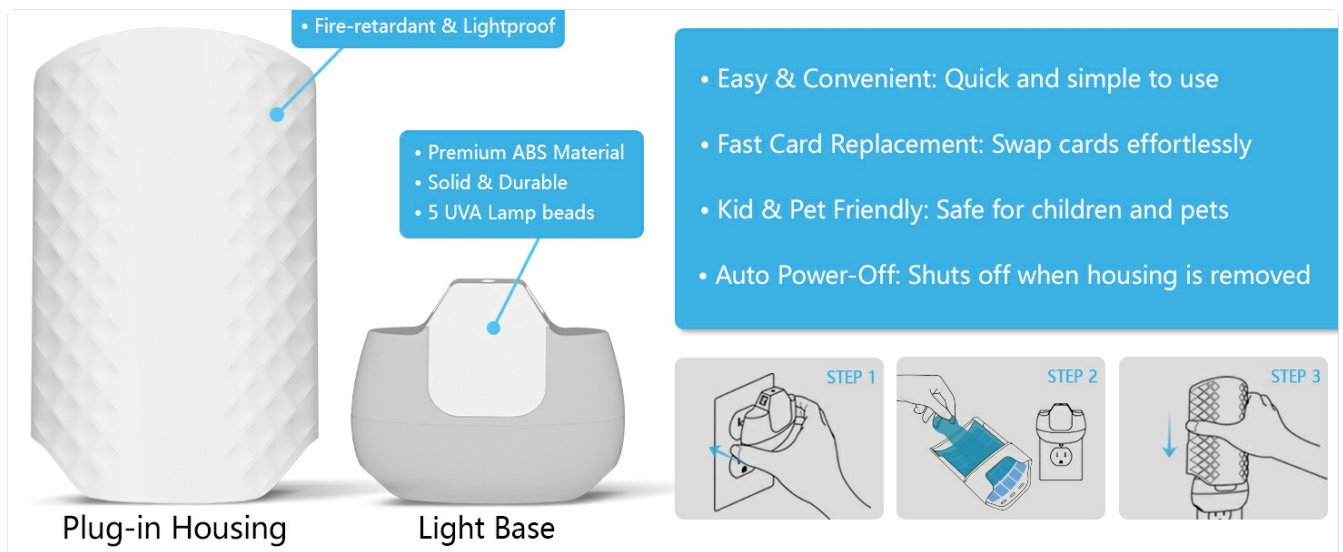 • Fire-retardant & Lightproof
• Premium ABS Material
• Solid & Durable
• 5 UVA Lamp beads
Plug-in Housing
Light Base
• Easy & Convenient: Quick and simple to use
• Fast Card Replacement: Swap cards effortlessly
• Kid & Pet Friendly: Safe for children and pets
• Auto Power-Off: Shuts off when housing is removed
STEP 1
STEP 2
STEP 3